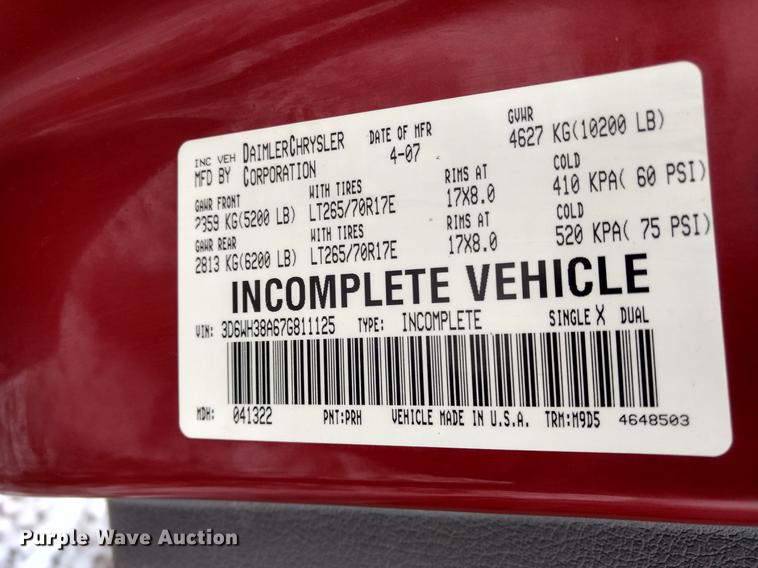 INC VEH DAIMLERCHRYSLER DATE OF MFR GVWR
MFD BY CORPORATION 4-07 4627 KG(10200 LB)
GAWR FRONT WITH TIRES RIMS AT COLD
2359 KG(5200 LB) LT265/70R17E 17X8.0 410 KPA( 60 PSI)
GAWR REAR WITH TIRES RIMS AT COLD
2813 KG(6200 LB) LT265/70R17E 17X8.0 520 KPA( 75 PSI)
INCOMPLETE VEHICLE
VIN: 3D6WH38A67G811125 TYPE: INCOMPLETE SINGLE X DUAL
MDH: 041322 PNT:PRH VEHICLE MADE IN U.S.A. TRM:M9D5 4648503
Purple Wave Auction